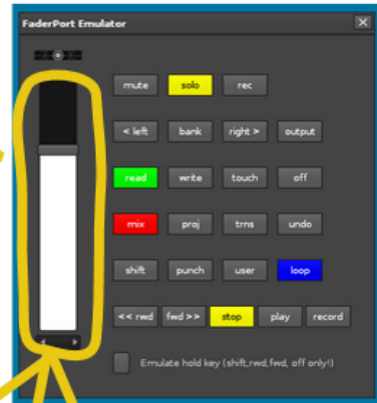 FaderPort Emulator
mute solo rec
< left bank right > output
read write touch off
mix proj trns undo
shift punch user loop
<< rwd fwd >> stop play record
Emulate hold key (shift,rwd,fwd, off only!)